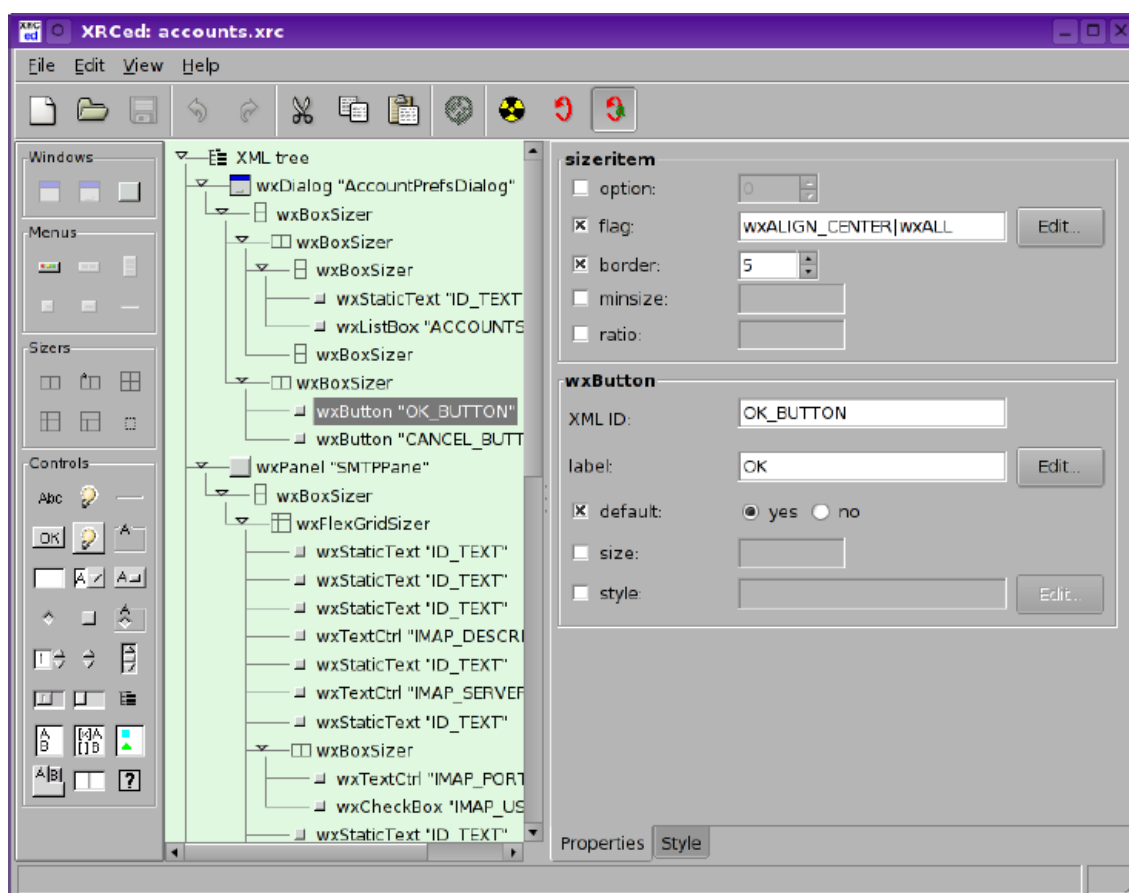 XRCed: accounts.xrc
File Edit View Help
Windows
Menus
Sizers
Controls
Abc
OK
XML tree
wxDialog "AccountPrefsDialog"
wxBoxSizer
wxBoxSizer
wxBoxSizer
wxStaticText "ID_TEXT
wxListBox "ACCOUNTS
wxBoxSizer
wxBoxSizer
wxButton "OK_BUTTON"
wxButton "CANCEL_BUTT
wxPanel "SMTPPane"
wxBoxSizer
wxFlexGridSizer
wxStaticText "ID_TEXT"
wxStaticText "ID_TEXT"
wxStaticText "ID_TEXT"
wxTextCtrl "IMAP_DESCRI
wxStaticText "ID_TEXT"
wxTextCtrl "IMAP_SERVER
wxStaticText "ID_TEXT"
wxBoxSizer
wxTextCtrl "IMAP_PORT
wxCheckBox "IMAP_US
wxStaticText "ID_TEXT"
sizeritem
option: 0
flag: wxALIGN_CENTER|wxALL Edit...
border: 5
minsize:
ratio:
wxButton
XML ID: OK_BUTTON
label: OK Edit...
default: yes no
size:
style: Edit...
Properties Style